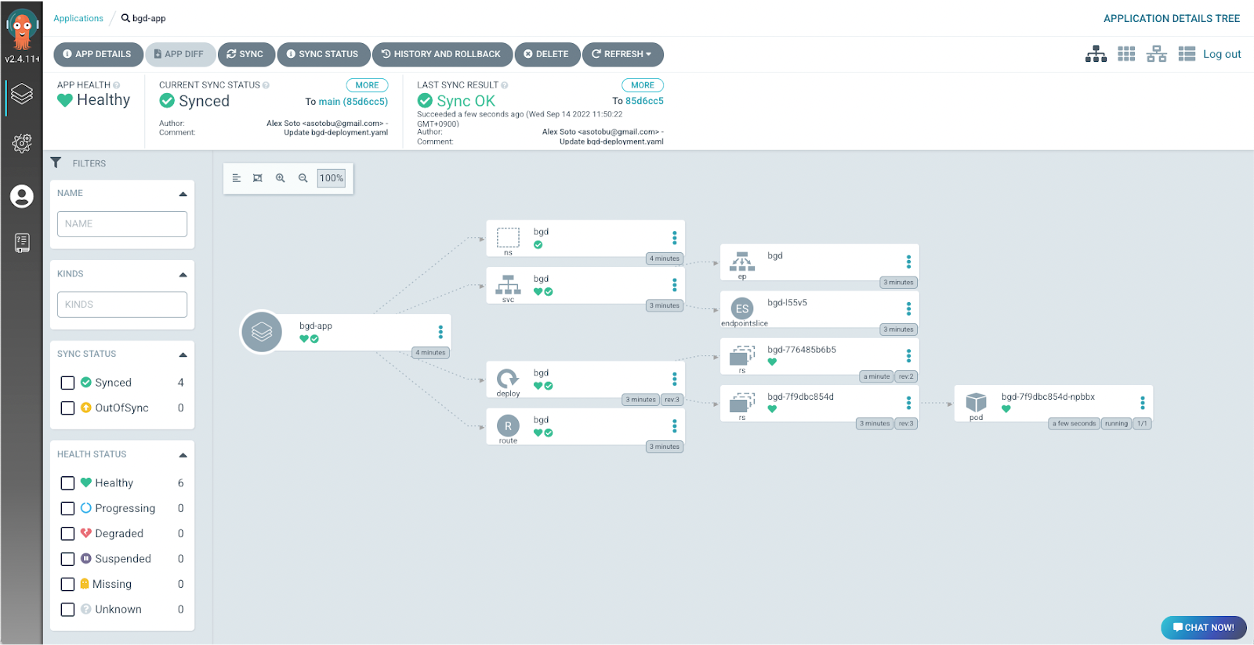 v2.4.11+
Applications / bgd-app
APPLICATION DETAILS TREE
APP DETAILS
APP DIFF
SYNC
SYNC STATUS
HISTORY AND ROLLBACK
DELETE
REFRESH
Log out
APP HEALTH
Healthy
CURRENT SYNC STATUS
MORE
Synced
To main (85d6cc5)
Author: Alex Soto <asotobu@gmail.com> -
Comment: Update bgd-deployment.yaml
LAST SYNC RESULT
MORE
Sync OK
To 85d6cc5
Succeeded a few seconds ago (Wed Sep 14 2022 11:50:22
GMT+0900)
Author: Alex Soto <asotobu@gmail.com> -
Comment: Update bgd-deployment.yaml
FILTERS
NAME
NAME
KINDS
KINDS
SYNC STATUS
Synced 4
OutOfSync 0
HEALTH STATUS
Healthy 6
Progressing 0
Degraded 0
Suspended 0
Missing 0
Unknown 0
100%
bgd-app
4 minutes
bgd
ns
4 minutes
bgd
svc
3 minutes
bgd
deploy
3 minutes rev:3
R
bgd
route
3 minutes
bgd
ep
3 minutes
ES
bgd-l55v5
endpointslice
3 minutes
bgd-776485b6b5
rs
a minute rev:2
bgd-7f9dbc854d
rs
3 minutes rev:3
bgd-7f9dbc854d-npbbx
pod
a few seconds running 1/1
CHAT NOW!